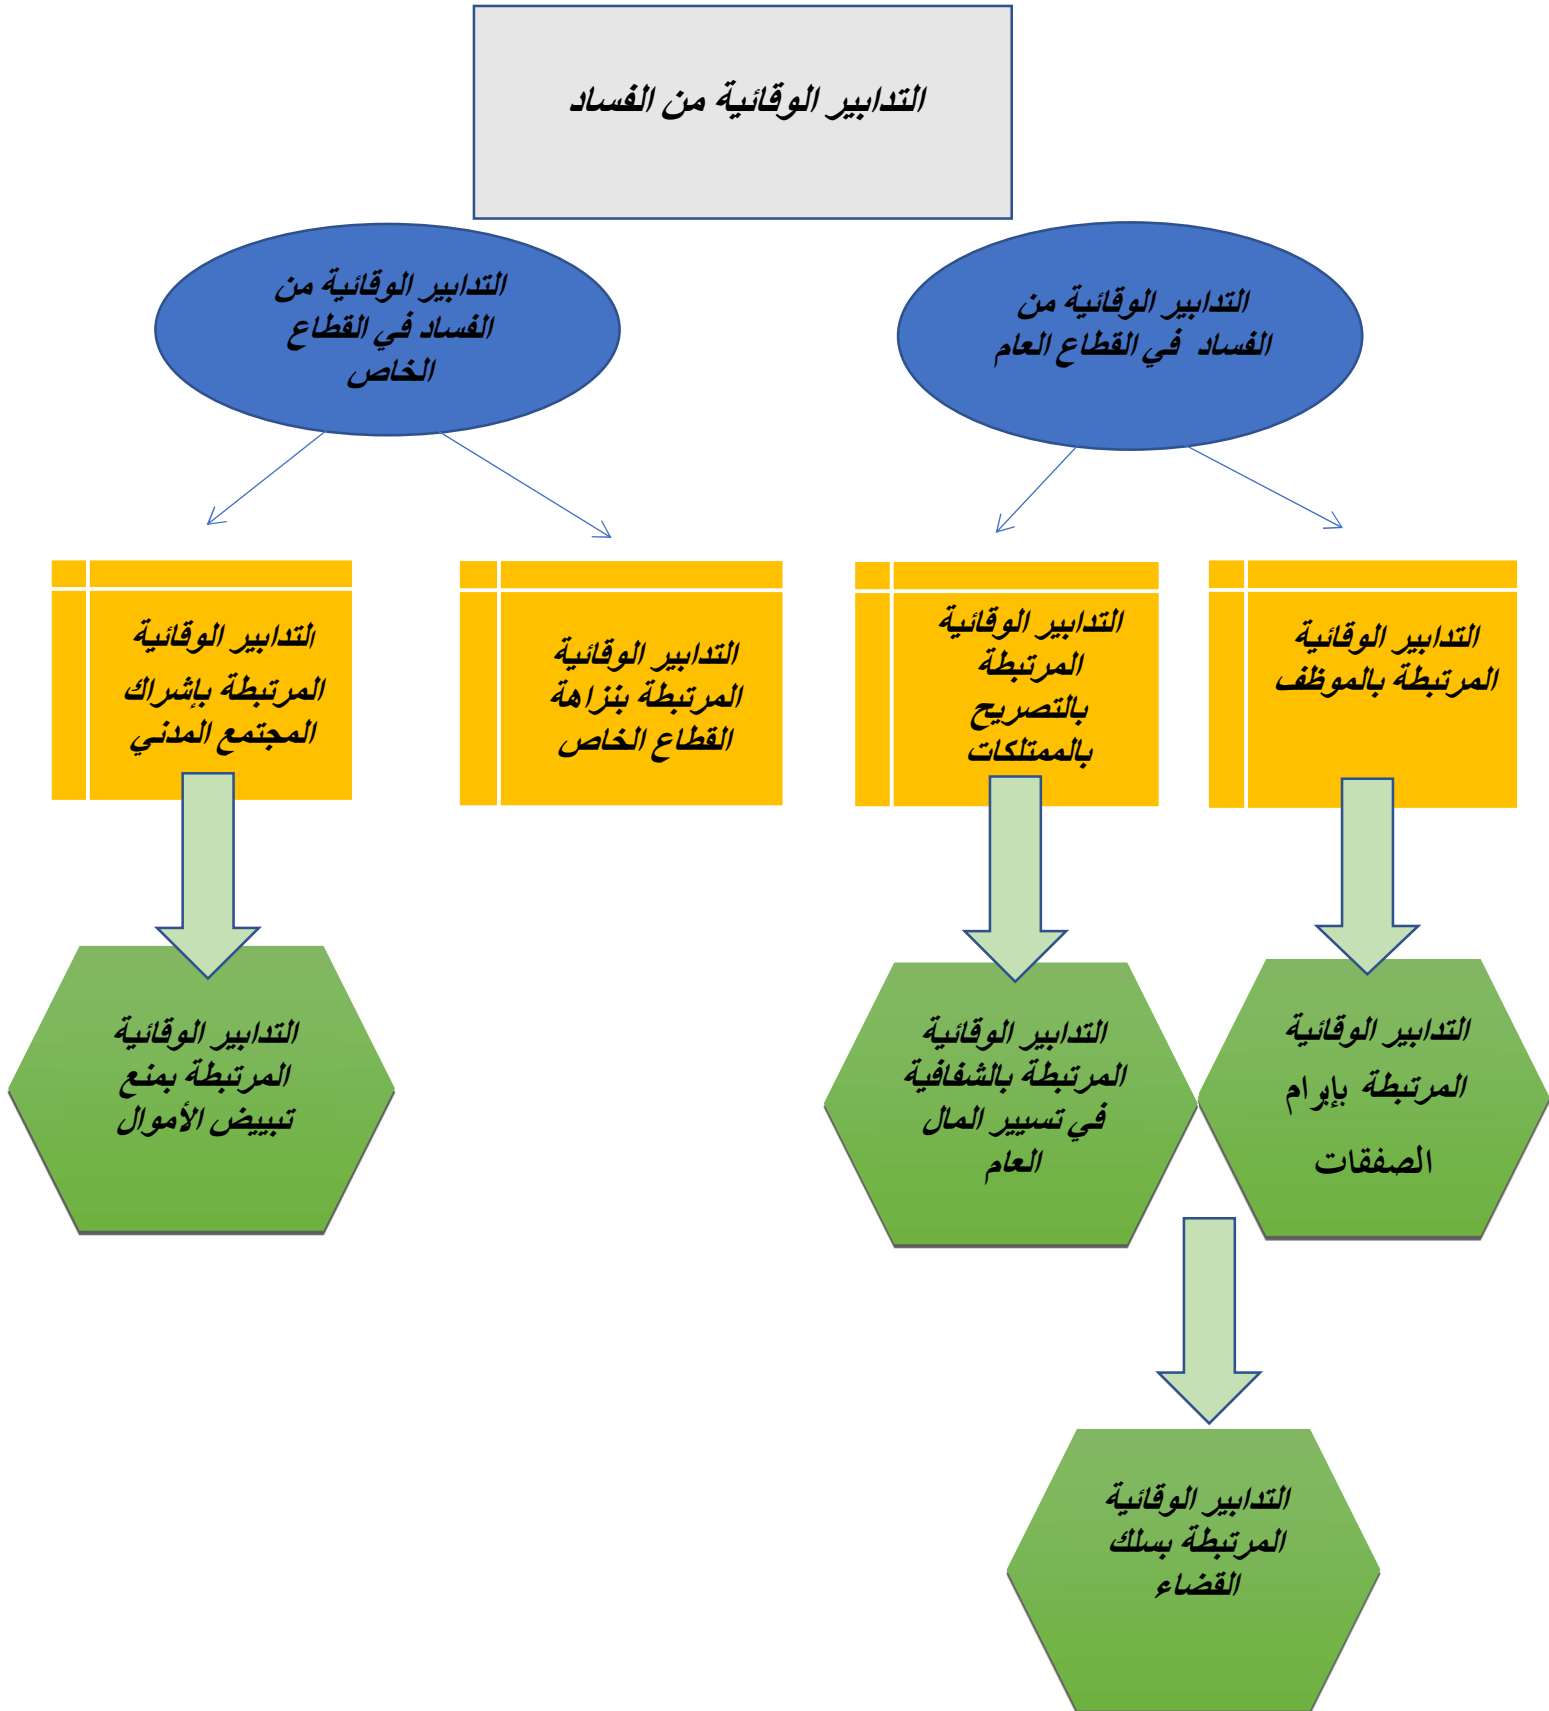 التدابير الوقائية من الفساد
التدابير الوقائية من
الفساد في القطاع العام
التدابير الوقائية من
الفساد في القطاع
الخاص
التدابير الوقائية
المرتبطة بالموظف
التدابير الوقائية
المرتبطة
بالتصريح
بالممتلكات
التدابير الوقائية
المرتبطة بنزاهة
القطاع الخاص
التدابير الوقائية
المرتبطة بإشراك
المجتمع المدني
التدابير الوقائية
المرتبطة بإبرام
الصفقات
التدابير الوقائية
المرتبطة بالشفافية
في تسيير المال
العام
التدابير الوقائية
المرتبطة بمنع
تبييض الأموال
التدابير الوقائية
المرتبطة بسلك
القضاء